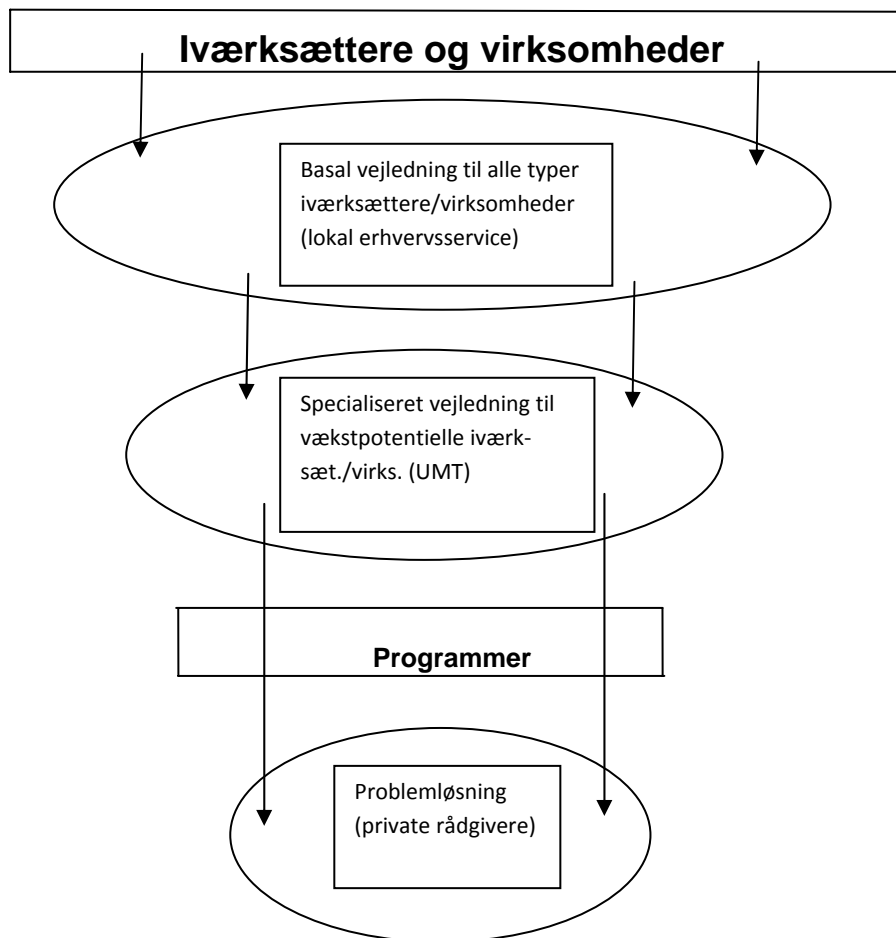 Iværksættere og virksomheder
Basal vejledning til alle typer
iværksættere/virksomheder
(lokal erhvervsservice)
Specialiseret vejledning til
vækstpotentielle iværk-
sæt./virks. (UMT)
Programmer
Problemløsning
(private rådgivere)